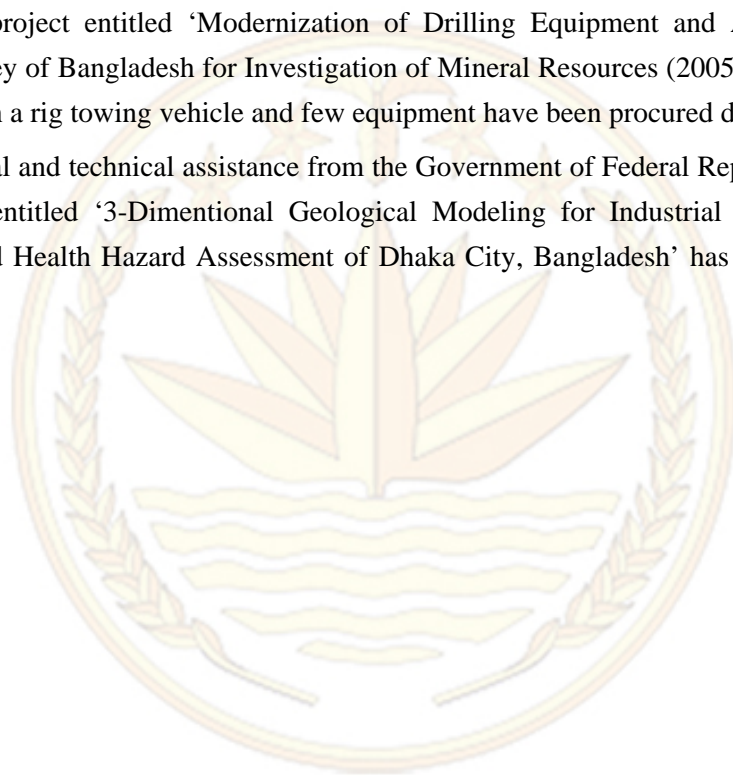 project entitled ‘Modernization of Drilling Equipment and
ey of Bangladesh for Investigation of Mineral Resources (2005
a rig towing vehicle and few equipment have been procured d
al and technical assistance from the Government of Federal Rep
entitled ‘3-Dimentional Geological Modeling for Industrial
d Health Hazard Assessment of Dhaka City, Bangladesh’ has